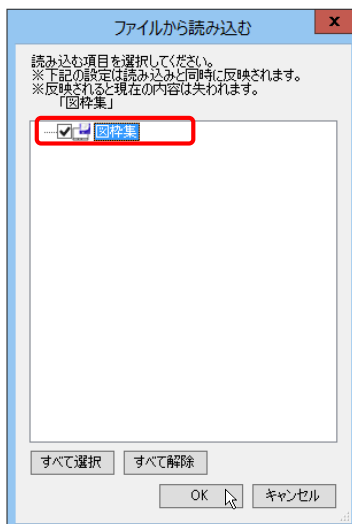 ファイルから読み込む
x
読み込む項目を選択してください。
※下記の設定は読み込みと同時に反映されます。
※反映されると現在の内容は失われます。
「図枠集」
図枠集
すべて選択 すべて解除
OK キャンセル